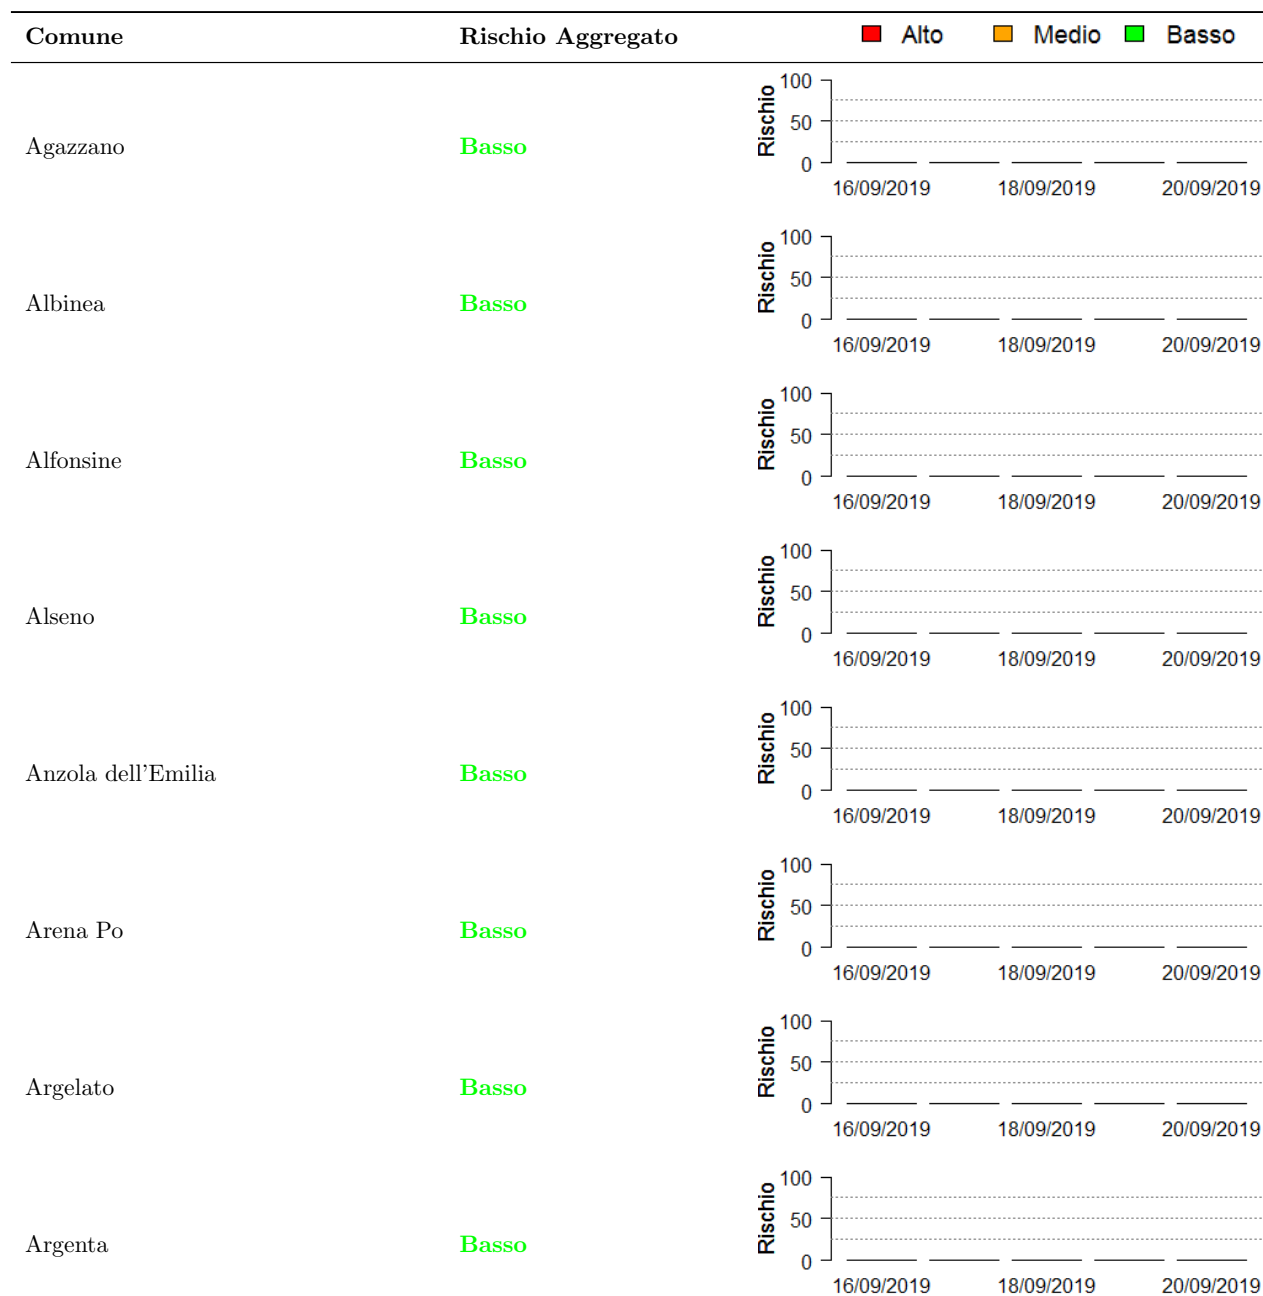 Comune Rischio Aggregato Alto Medio Basso
Agazzano Basso Rischio 100 50 0
16/09/2019 18/09/2019 20/09/2019
Albinea Basso Rischio 100 50 0
16/09/2019 18/09/2019 20/09/2019
Alfonsine Basso Rischio 100 50 0
16/09/2019 18/09/2019 20/09/2019
Alseno Basso Rischio 100 50 0
16/09/2019 18/09/2019 20/09/2019
Anzola dell'Emilia Basso Rischio 100 50 0
16/09/2019 18/09/2019 20/09/2019
Arena Po Basso Rischio 100 50 0
16/09/2019 18/09/2019 20/09/2019
Argelato Basso Rischio 100 50 0
16/09/2019 18/09/2019 20/09/2019
Argenta Basso Rischio 100 50 0
16/09/2019 18/09/2019 20/09/2019